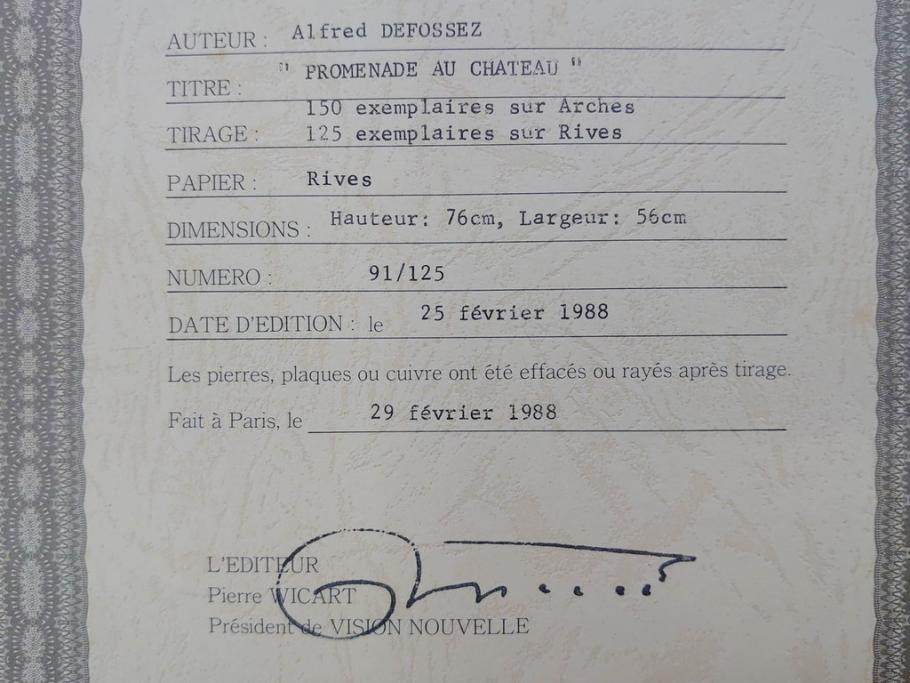 AUTEUR : Alfred DEFOSSEZ
TITRE : " PROMENADE AU CHATEAU "
150 exemplaires sur Arches
TIRAGE : 125 exemplaires sur Rives
PAPIER : Rives
DIMENSIONS : Hauteur: 76cm, Largeur: 56cm
NUMERO : 91/125
DATE D'EDITION : le 25 février 1988
Les pierres, plaques ou cuivre ont été effacés ou rayés après tirage.
Fait à Paris, le 29 février 1988
L'EDITEUR
Pierre WICART
Président de VISION NOUVELLE